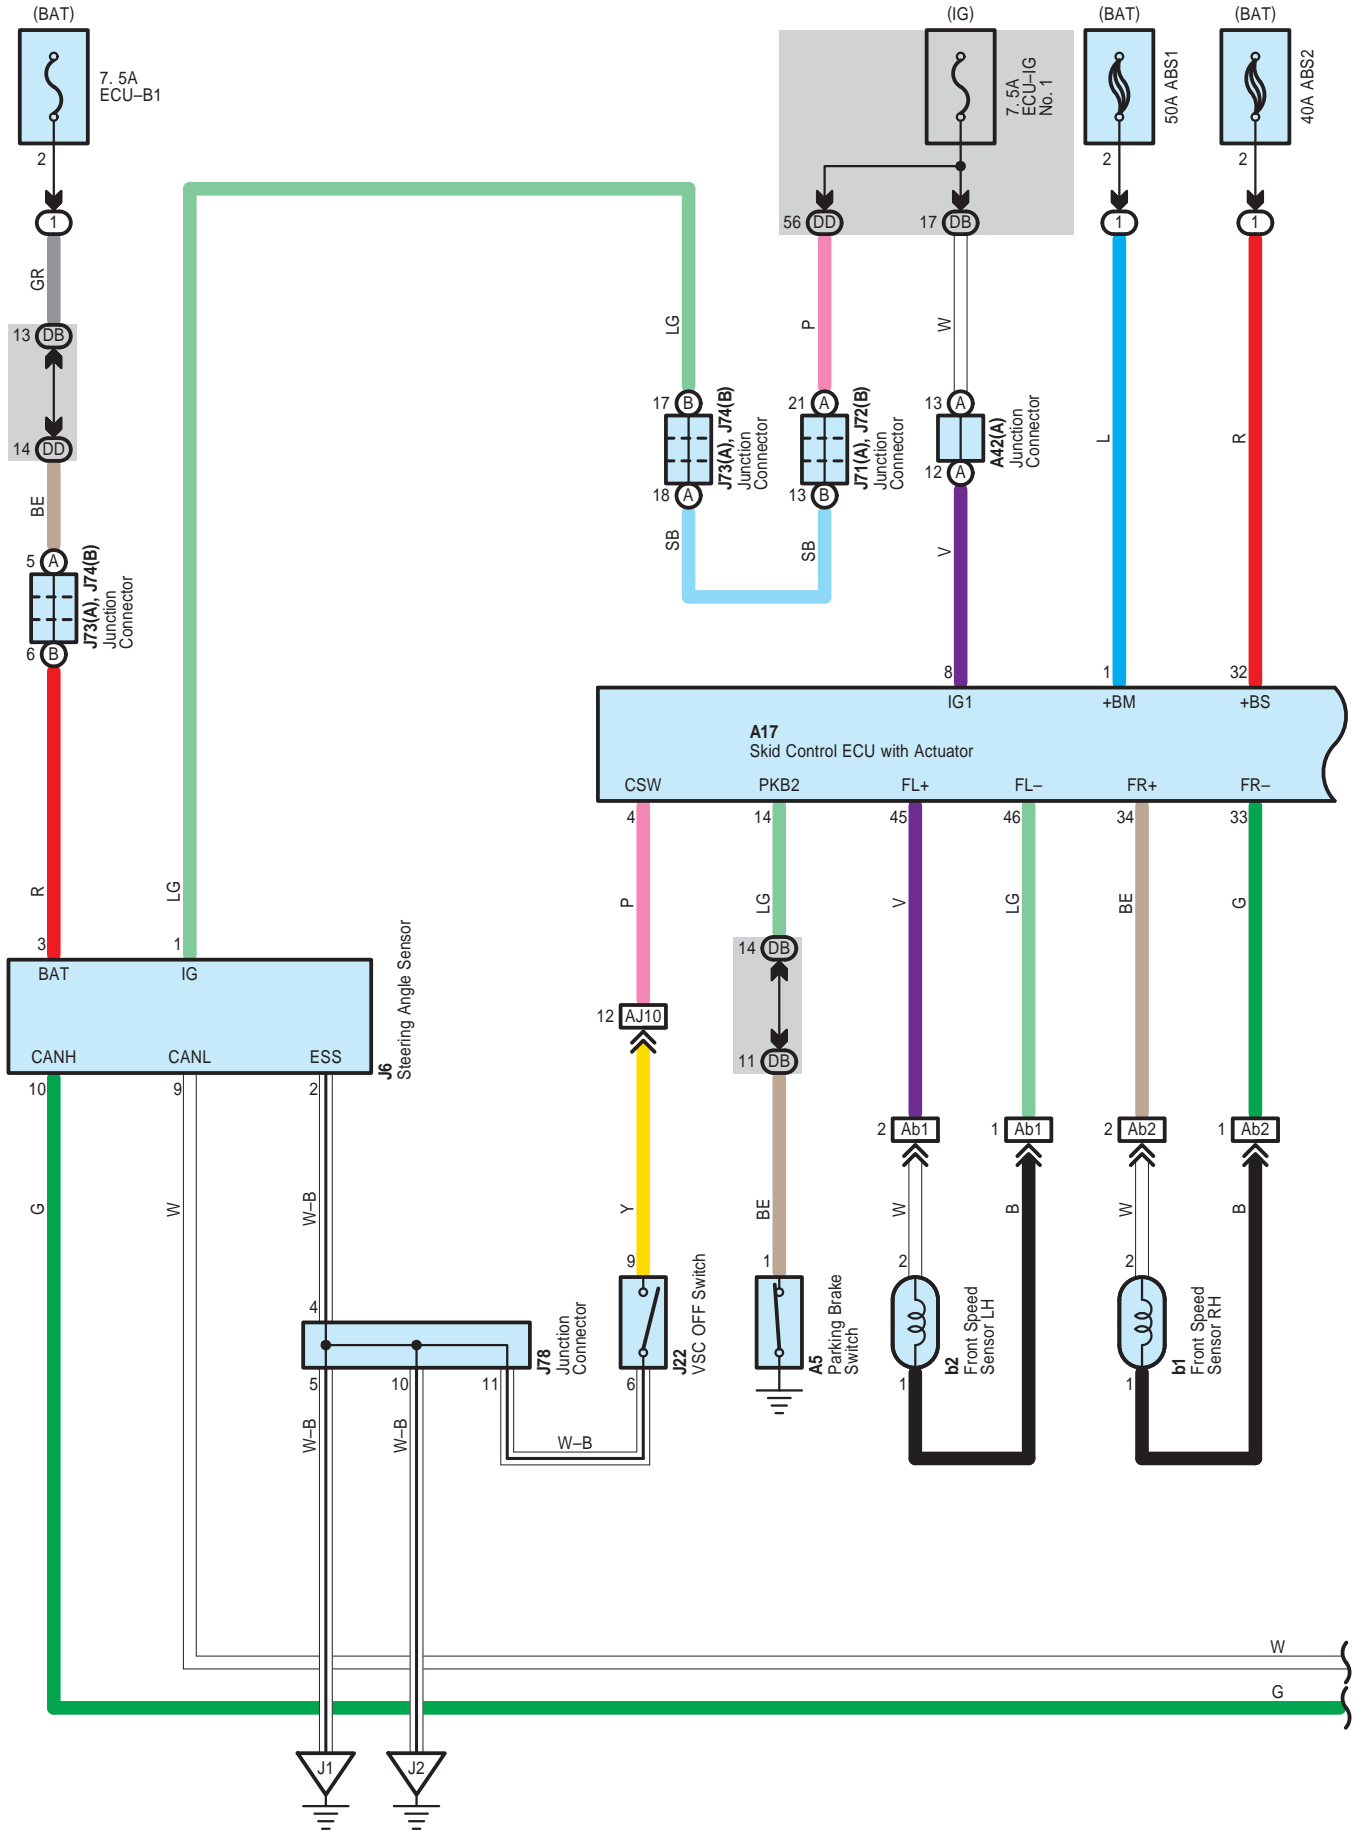 (BAT)
(IG)
(BAT)
(BAT)
7. 5A
ECU–B1
7. 5A
ECU–IG
No. 1
50A ABS1
40A ABS2
2
2
2
1
56 DD
17 DB
1
1
GR
13 DB
LG
P
W
14 DD
17 B
21 A
13 A
J73(A), J74(B)
Junction
Connector
J71(A), J72(B)
Junction
Connector
A42(A)
Junction
Connector
L
R
12 A
18 A
13 B
BE
SB
SB
V
5 A
J73(A), J74(B)
Junction
Connector
6 B
8
1
32
IG1
+BM
+BS
A17
Skid Control ECU with Actuator
CSW
PKB2
FL+
FL–
FR+
FR–
4
14
45
46
34
33
R
LG
P
LG
V
LG
BE
G
3
1
14 DB
BAT
IG
J6
Steering Angle Sensor
12 AJ10
CANH
CANL
ESS
11 DB
10
9
2
2 Ab1
1 Ab1
2 Ab2
1 Ab2
G
W
W–B
Y
BE
W
B
W
B
9
1
2
2
4
J78
Junction
Connector
J22
VSC OFF Switch
A5
Parking Brake
Switch
b2
Front Speed
Sensor LH
b1
Front Speed
Sensor RH
5
10
11
6
1
1
W–B
W–B
W–B
W
G
J1
J2